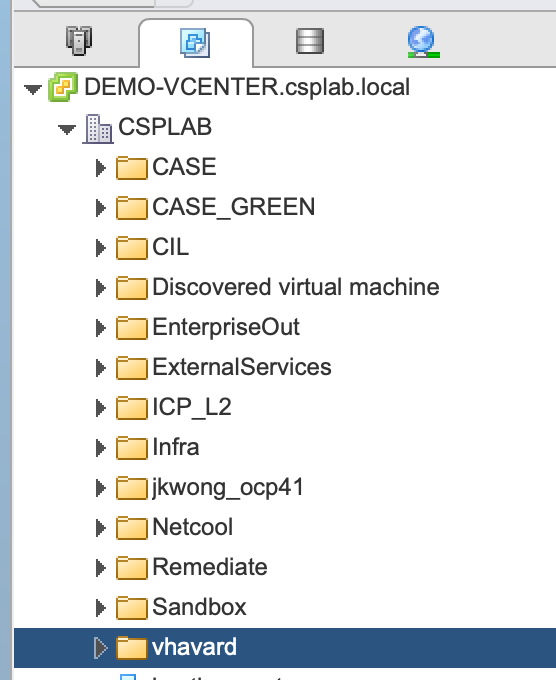 DEMO-VCENTER.csplab.local
CSPLAB
CASE
CASE_GREEN
CIL
Discovered virtual machine
EnterpriseOut
ExternalServices
ICP_L2
Infra
jkwong_ocp41
Netcool
Remediate
Sandbox
vhavard